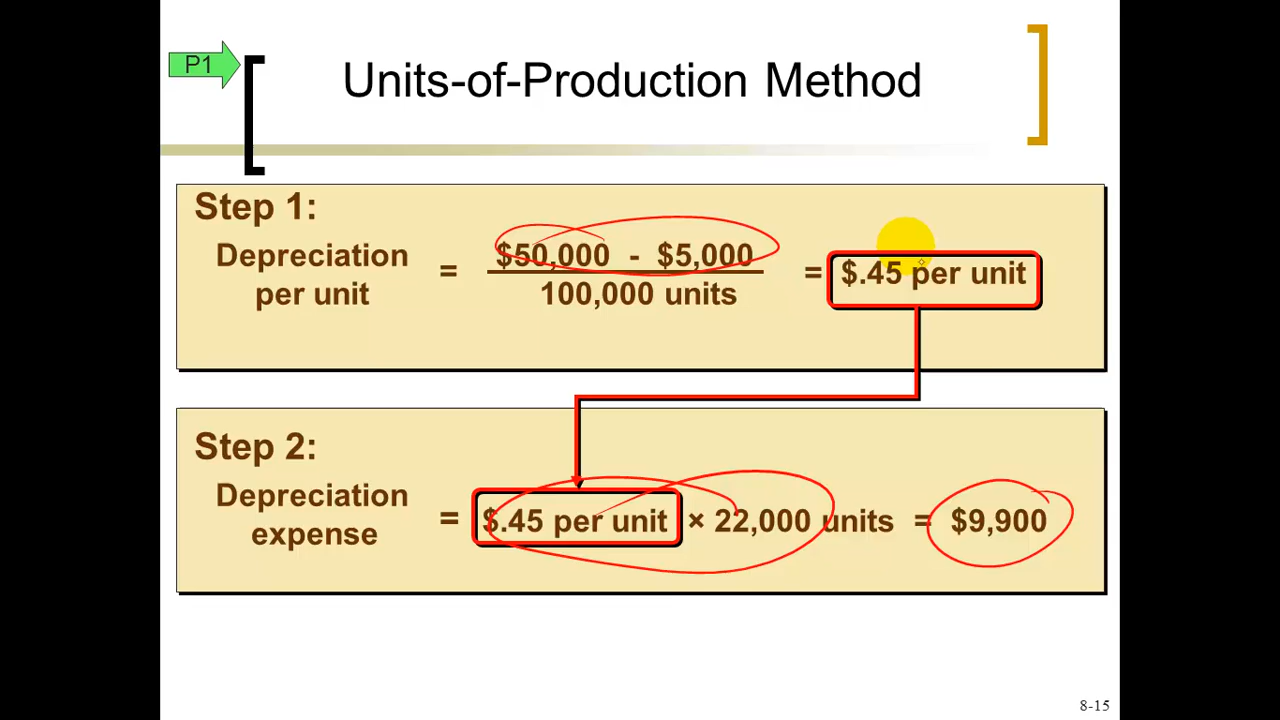 P1
Units-of-Production Method
Step 1:
Depreciation per unit = $50,000 - $5,000 / 100,000 units = $.45 per unit
Step 2:
Depreciation expense = $.45 per unit × 22,000 units = $9,900
8-15